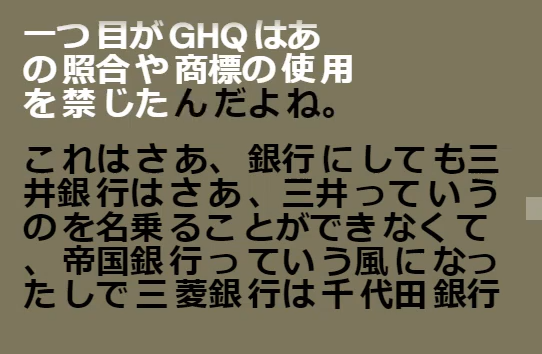 一つ目がGHQはあ
の照合や商標の使用
を禁じたんだよね。
これはさあ、銀行にしても三
井銀行はさあ、三井っていう
のを名乗ることができなくて
、帝国銀行っていう風になっ
たしで三菱銀行は千代田銀行